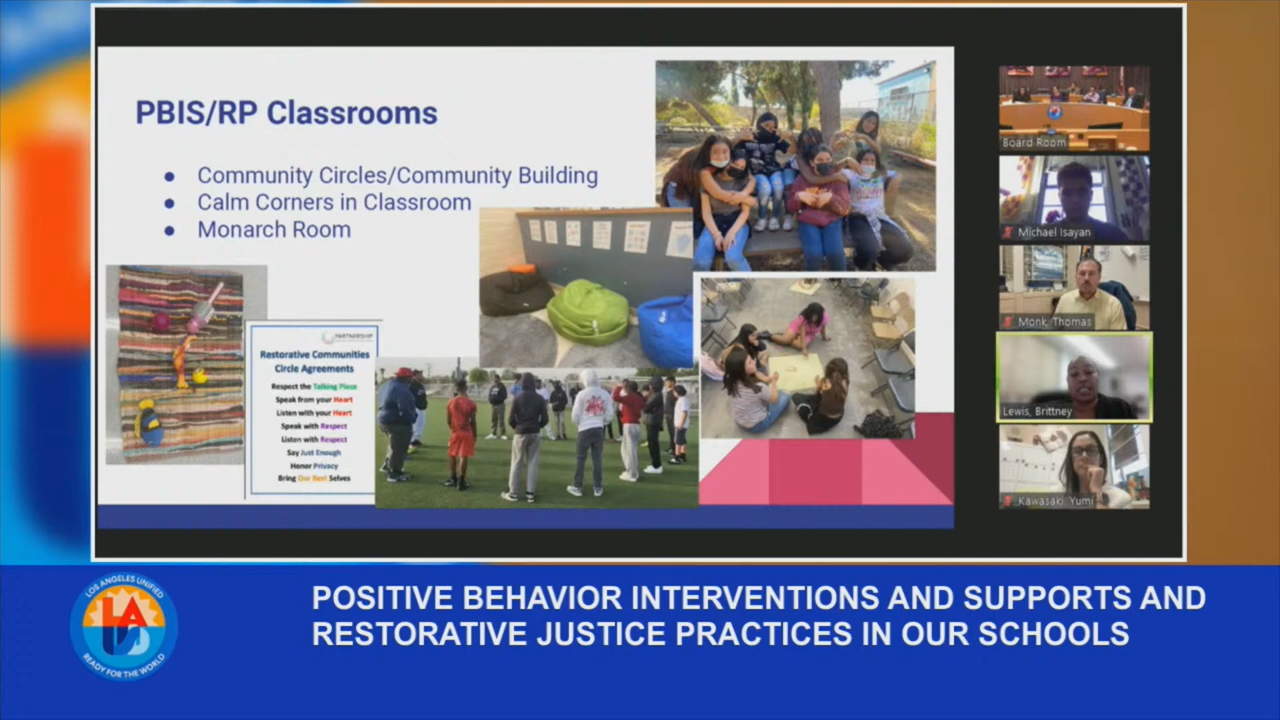 PBIS/RP Classrooms
Community Circles/Community Building
Calm Corners in Classroom
Monarch Room
PARTNERSHIP
Restorative Communities
Circle Agreements
Respect the Talking Piece
Speak from your Heart
Listen with your Heart
Speak with Respect
Listen with Respect
Say Just Enough
Honor Privacy
Bring Our Best Selves
Board Room
Michael Isayan
Monk, Thomas
Lewis, Brittney
Kawasaki, Yumi
LOS ANGELES UNIFIED
LA
READY FOR THE WORLD
POSITIVE BEHAVIOR INTERVENTIONS AND SUPPORTS AND
RESTORATIVE JUSTICE PRACTICES IN OUR SCHOOLS